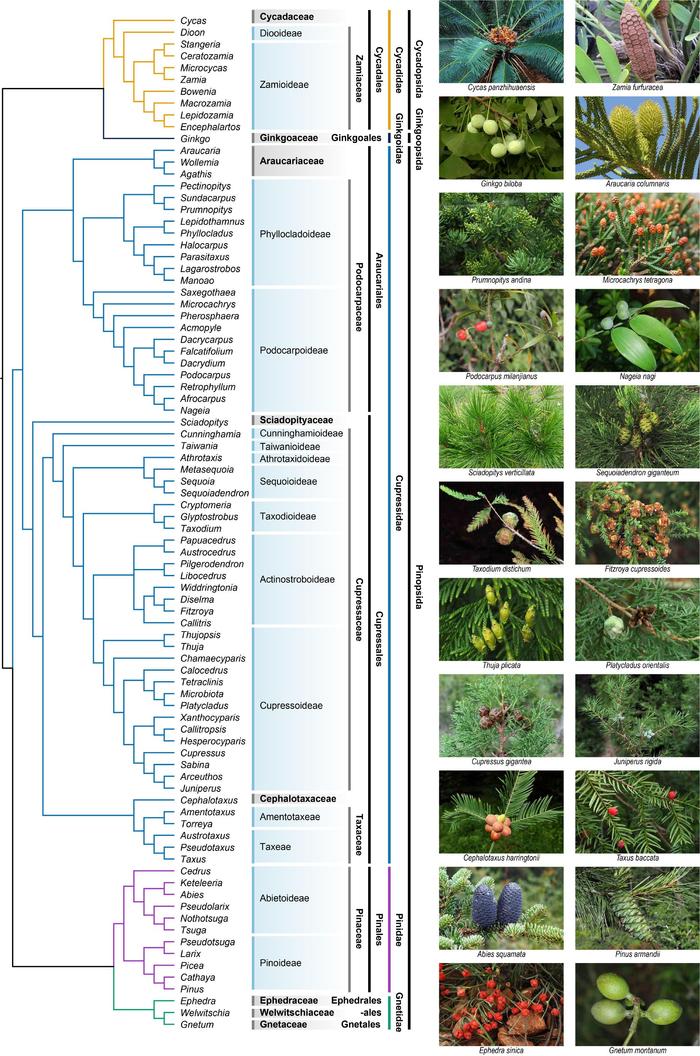 Cycas
Dioon
Stangeria
Ceratozamia
Microcycas
Zamia
Bowenia
Macrozamia
Lepidozamia
Encephalartos
Ginkgo
Araucaria
Wollemia
Agathis
Pectinopitys
Sundacarpus
Prumnopitys
Lepidothamnus
Phyllocladus
Halocarpus
Parasitaxus
Lagarostrobos
Manoao
Saxegothaea
Microcachrys
Pherosphaera
Acmopyle
Dacrycarpus
Falcatifolium
Dacrydium
Podocarpus
Retrophyllum
Afrocarpus
Nageia
Sciadopitys
Cunninghamia
Taiwania
Athrotaxis
Metasequoia
Sequoia
Sequoiadendron
Cryptomeria
Glyptostrobus
Taxodium
Papuacedrus
Austrocedrus
Pilgerodendron
Libocedrus
Widdringtonia
Diselma
Fitzroya
Callitris
Thujopsis
Thuja
Chamaecyparis
Calocedrus
Tetraclinis
Microbiota
Platycladus
Xanthocyparis
Callitropsis
Hesperocyparis
Cupressus
Sabina
Arceuthos
Juniperus
Cephalotaxus
Amentotaxus
Torreya
Austrotaxus
Pseudotaxus
Taxus
Cedrus
Keteleeria
Abies
Pseudolarix
Nothotsuga
Tsuga
Pseudotsuga
Larix
Picea
Cathaya
Pinus
Ephedra
Welwitschia
Gnetum
Cycadaceae
Diooideae
Zamioideae
Ginkgoaceae
Araucariaceae
Phyllocladoideae
Podocarpoideae
Sciadopityaceae
Cunninghamioideae
Taiwanioideae
Athrotaxidoideae
Sequoioideae
Taxodioideae
Actinostroboideae
Cupressoideae
Cephalotaxaceae
Amentotaxeae
Taxeae
Abietoideae
Pinoideae
Ephedraceae
Welwitschiaceae
Gnetaceae
Zamiaceae
Podocarpaceae
Cupressaceae
Taxaceae
Pinaceae
Cycadales
Ginkgoales
Araucariales
Cupressales
Pinales
Ephedrales
-ales
Gnetales
Cycadidae
Ginkgoidae
Cupressidae
Pinidae
Gnetidae
Cycadopsida
Ginkgoopsida
Pinopsida
Cycas panzhihuaensis
Zamia furfuracea
Ginkgo biloba
Araucaria columnaris
Prumnopitys andina
Microcachrys tetragona
Podocarpus milanjianus
Nageia nagi
Sciadopitys verticillata
Sequoiadendron giganteum
Taxodium distichum
Fitzroya cupressoides
Thuja plicata
Platycladus orientalis
Cupressus gigantea
Juniperus rigida
Cephalotaxus harringtonii
Taxus baccata
Abies squamata
Pinus armandii
Ephedra sinica
Gnetum montanum